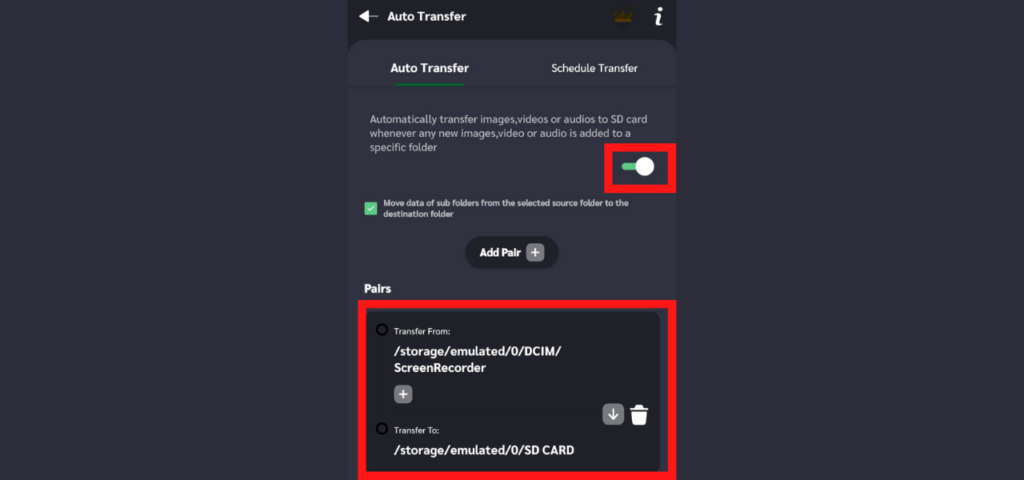 Auto Transfer
Auto Transfer
Schedule Transfer
Automatically transfer images,videos or audios to SD card
whenever any new images,video or audio is added to a
specific folder
Move data of sub folders from the selected source folder to the
destination folder
Add Pair
Pairs
Transfer From:
/storage/emulated/0/DCIM/
ScreenRecorder
Transfer To:
/storage/emulated/0/SD CARD